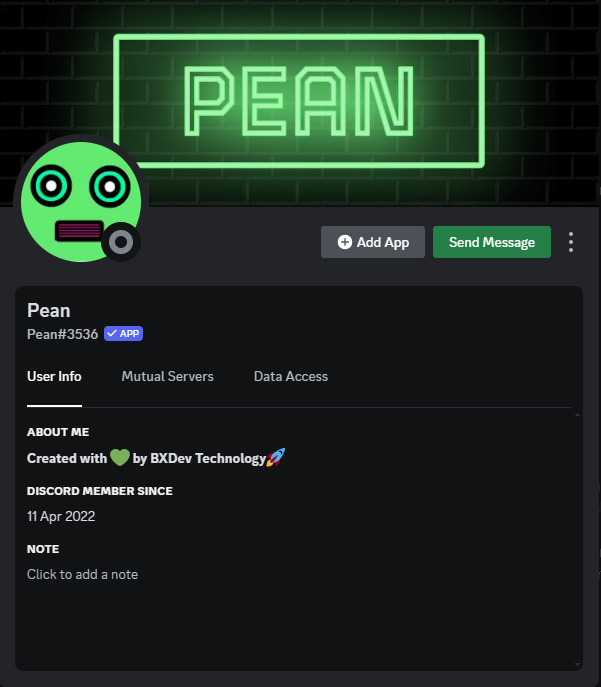 PEAN
Add App
Send Message
Pean
Pean#3536 ✓ APP
User Info
Mutual Servers
Data Access
ABOUT ME
Created with 💚 by BXDev Technology🚀
DISCORD MEMBER SINCE
11 Apr 2022
NOTE
Click to add a note